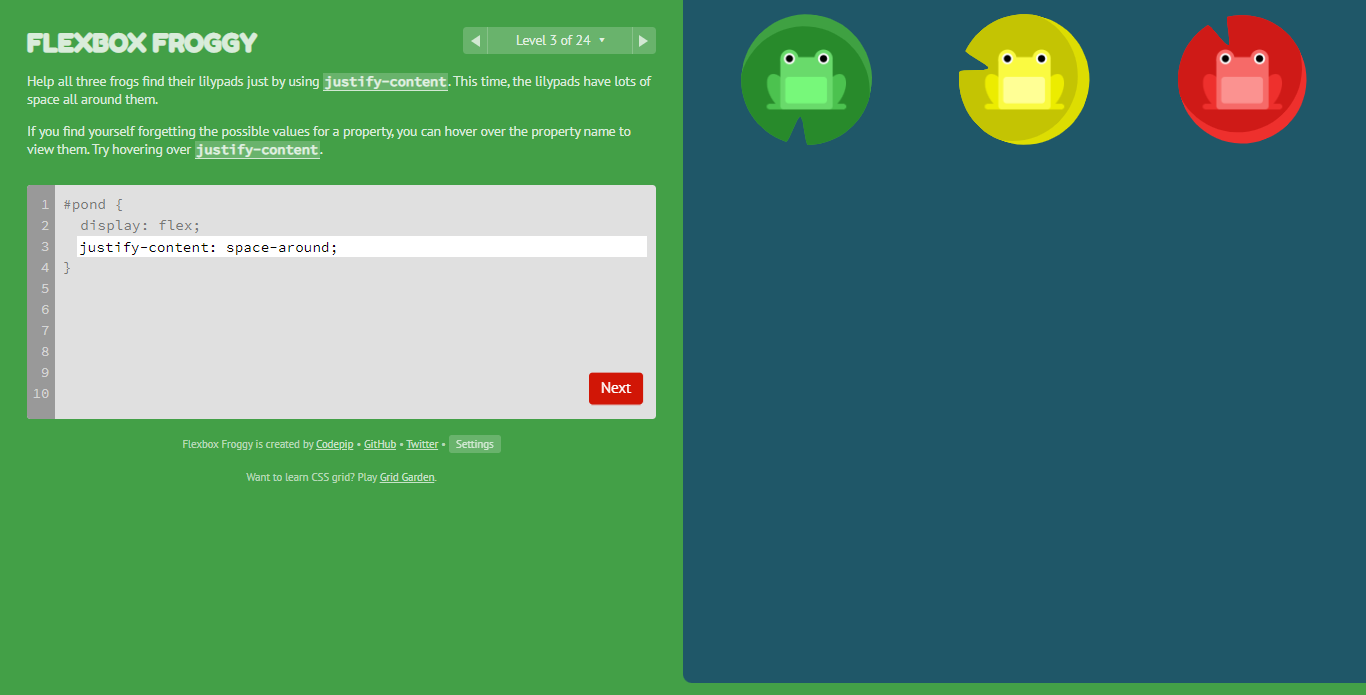 FLEXBOX FROGGY
Level 3 of 24
Help all three frogs find their lilypads just by using justify-content. This time, the lilypads have lots of
space all around them.
If you find yourself forgetting the possible values for a property, you can hover over the property name to
view them. Try hovering over justify-content.
1 #pond {
2 display: flex;
3 justify-content: space-around;
4 }
5
6
7
8
9
10
Next
Flexbox Froggy is created by Codepip • GitHub • Twitter • Settings
Want to learn CSS grid? Play Grid Garden.